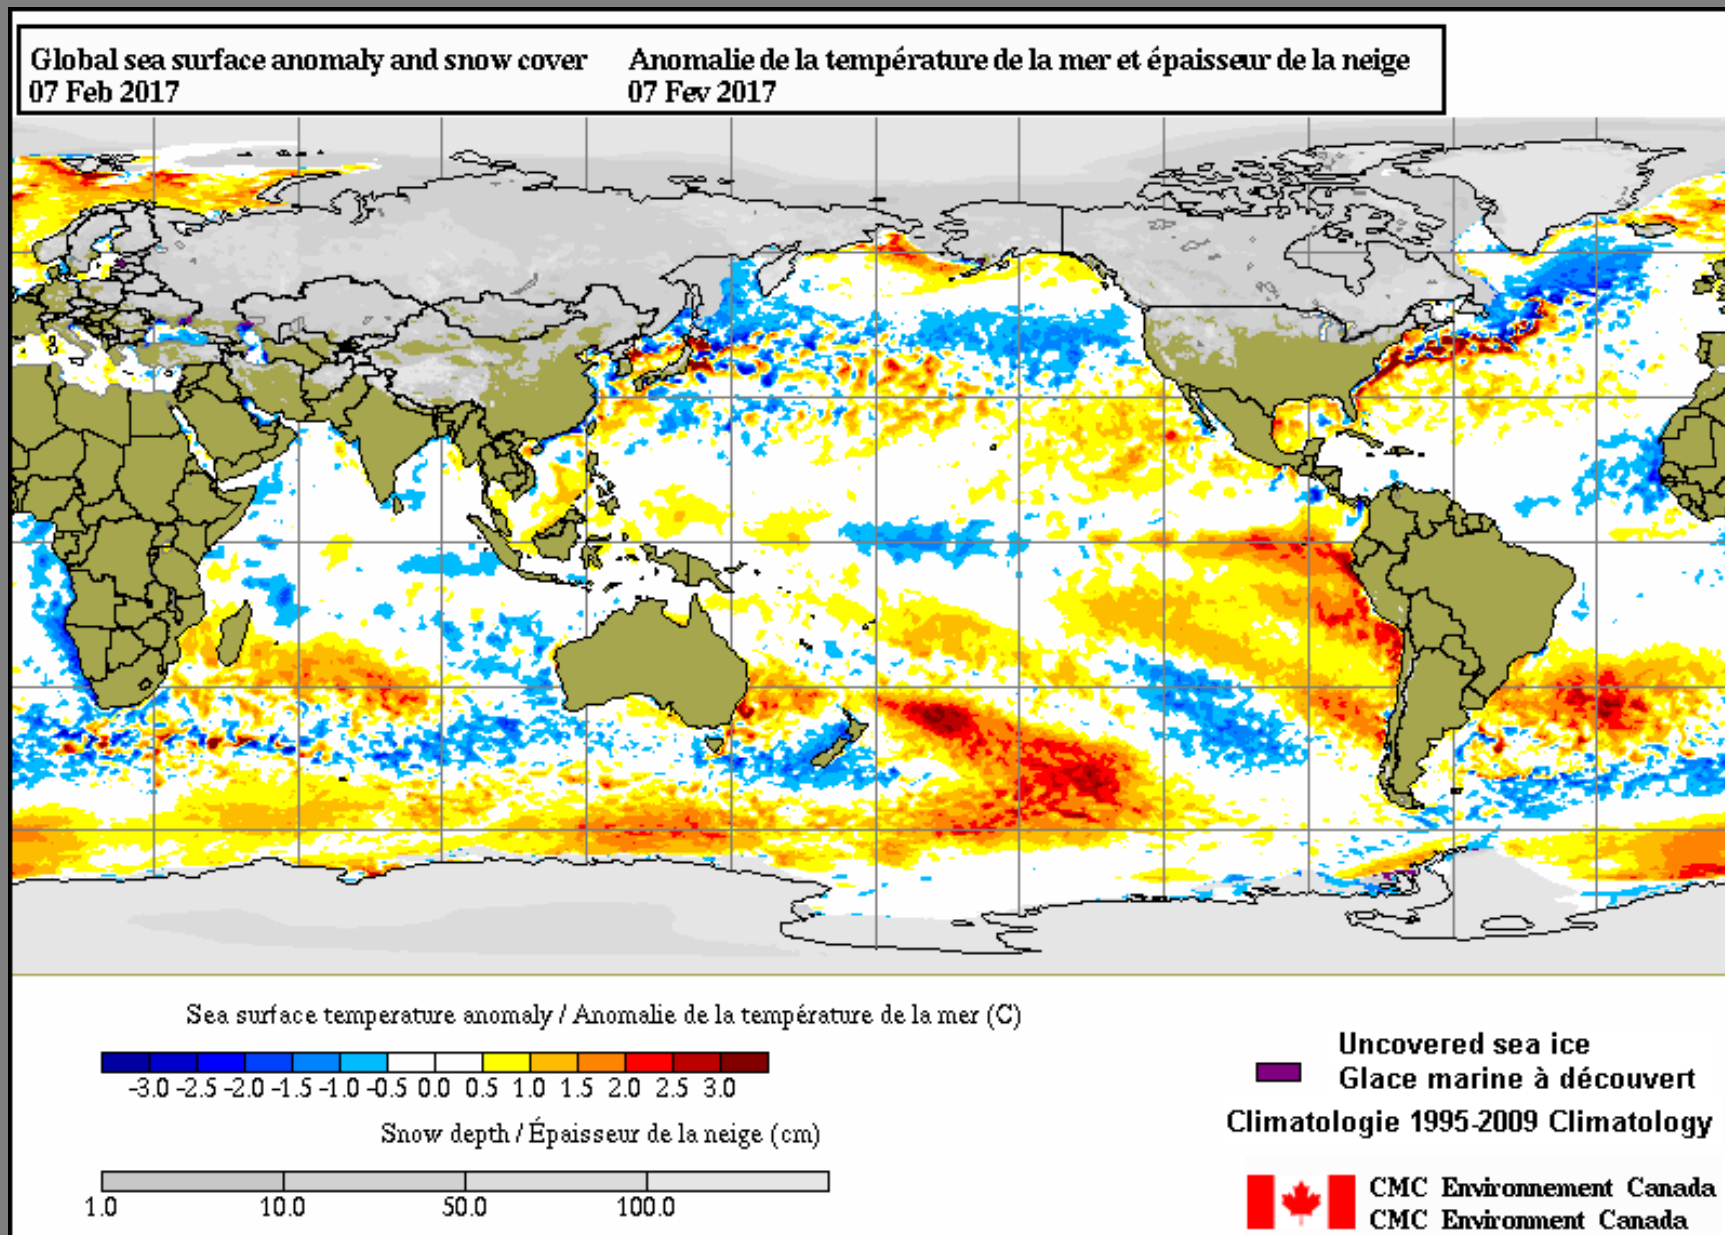 Global sea surface anomaly and snow cover Anomalie de la température de la mer et épaisseur de la neige
07 Feb 2017 07 Fev 2017
Sea surface temperature anomaly / Anomalie de la température de la mer (C)
-3.0 -2.5 -2.0 -1.5 -1.0 -0.5 0.0 0.5 1.0 1.5 2.0 2.5 3.0
Snow depth / Épaisseur de la neige (cm)
1.0 10.0 50.0 100.0
Uncovered sea ice
Glace marine à découvert
Climatologie 1995-2009 Climatology
CMC Environnement Canada
CMC Environment Canada